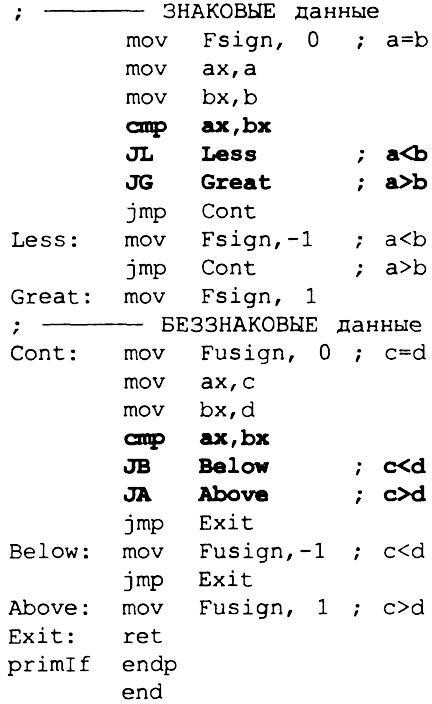 ; ——— ЗНАКОВЫЕ данные
mov Fsign, 0 ; a=b
mov ax,a
mov bx,b
cmp ax,bx
JL Less ; a<b
JG Great ; a>b
jmp Cont
Less: mov Fsign,-1 ; a<b
jmp Cont ; a>b
Great: mov Fsign, 1
; ——— БЕЗЗНАКОВЫЕ данные
Cont: mov Fusign, 0 ; c=d
mov ax,c
mov bx,d
cmp ax,bx
JB Below ; c<d
JA Above ; c>d
jmp Exit
Below: mov Fusign,-1 ; c<d
jmp Exit
Above: mov Fusign, 1 ; c>d
Exit: ret
primIf endp
end